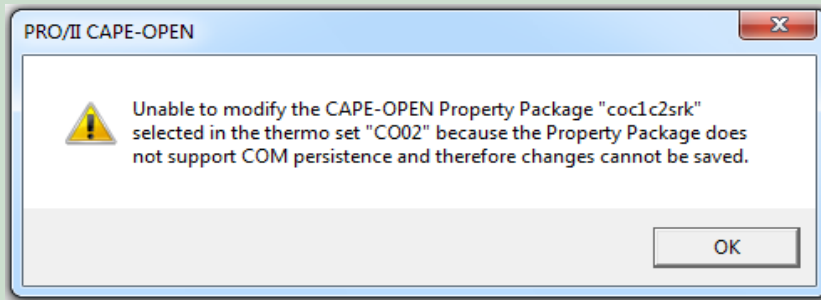 PRO/II CAPE-OPEN
Unable to modify the CAPE-OPEN Property Package "coc1c2srk"
selected in the thermo set "CO02" because the Property Package does
not support COM persistence and therefore changes cannot be saved.
OK